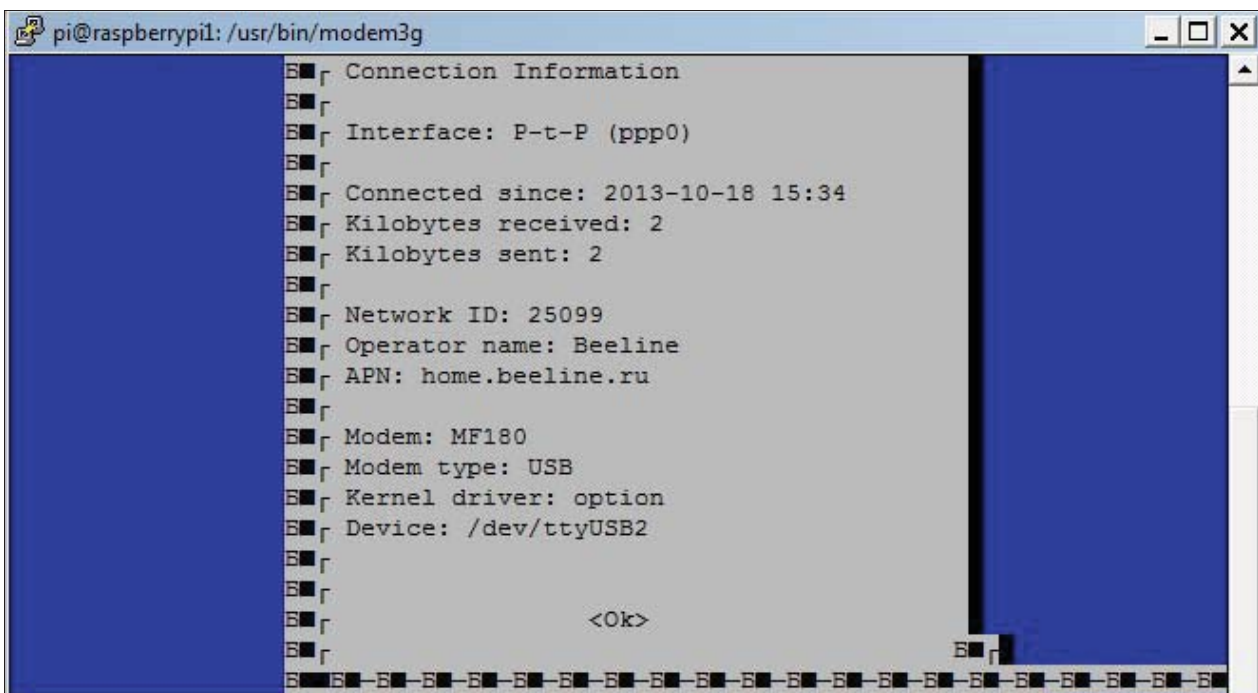 pi@raspberrypi1: /usr/bin/modem3g
Б■┌ Connection Information
Б■┌
Б■┌ Interface: P-t-P (ppp0)
Б■┌
Б■┌ Connected since: 2013-10-18 15:34
Б■┌ Kilobytes received: 2
Б■┌ Kilobytes sent: 2
Б■┌
Б■┌ Network ID: 25099
Б■┌ Operator name: Beeline
Б■┌ APN: home.beeline.ru
Б■┌
Б■┌ Modem: MF180
Б■┌ Modem type: USB
Б■┌ Kernel driver: option
Б■┌ Device: /dev/ttyUSB2
Б■┌
Б■┌
Б■┌ <Ok>
Б■┌ Б■┌
Б■■Б■─Б■─Б■─Б■─Б■─Б■─Б■─Б■─Б■─Б■─Б■─Б■─Б■─Б■─Б■─Б■─Б■─Б■─Б■─Б■